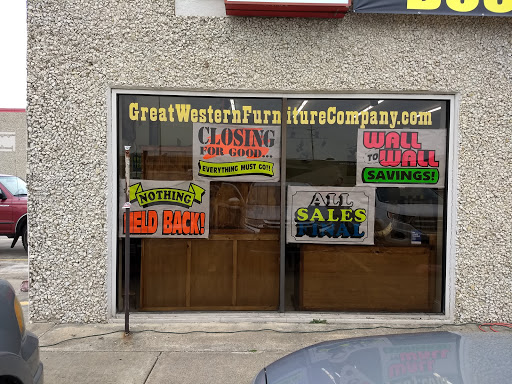 GreatWesternFurnitureCompany.com
CLOSING
FOR GOOD...
EVERYTHING MUST GO!!
WALL
TO WALL
SAVINGS!
NOTHING
HELD BACK!
ALL
SALES
FINAL